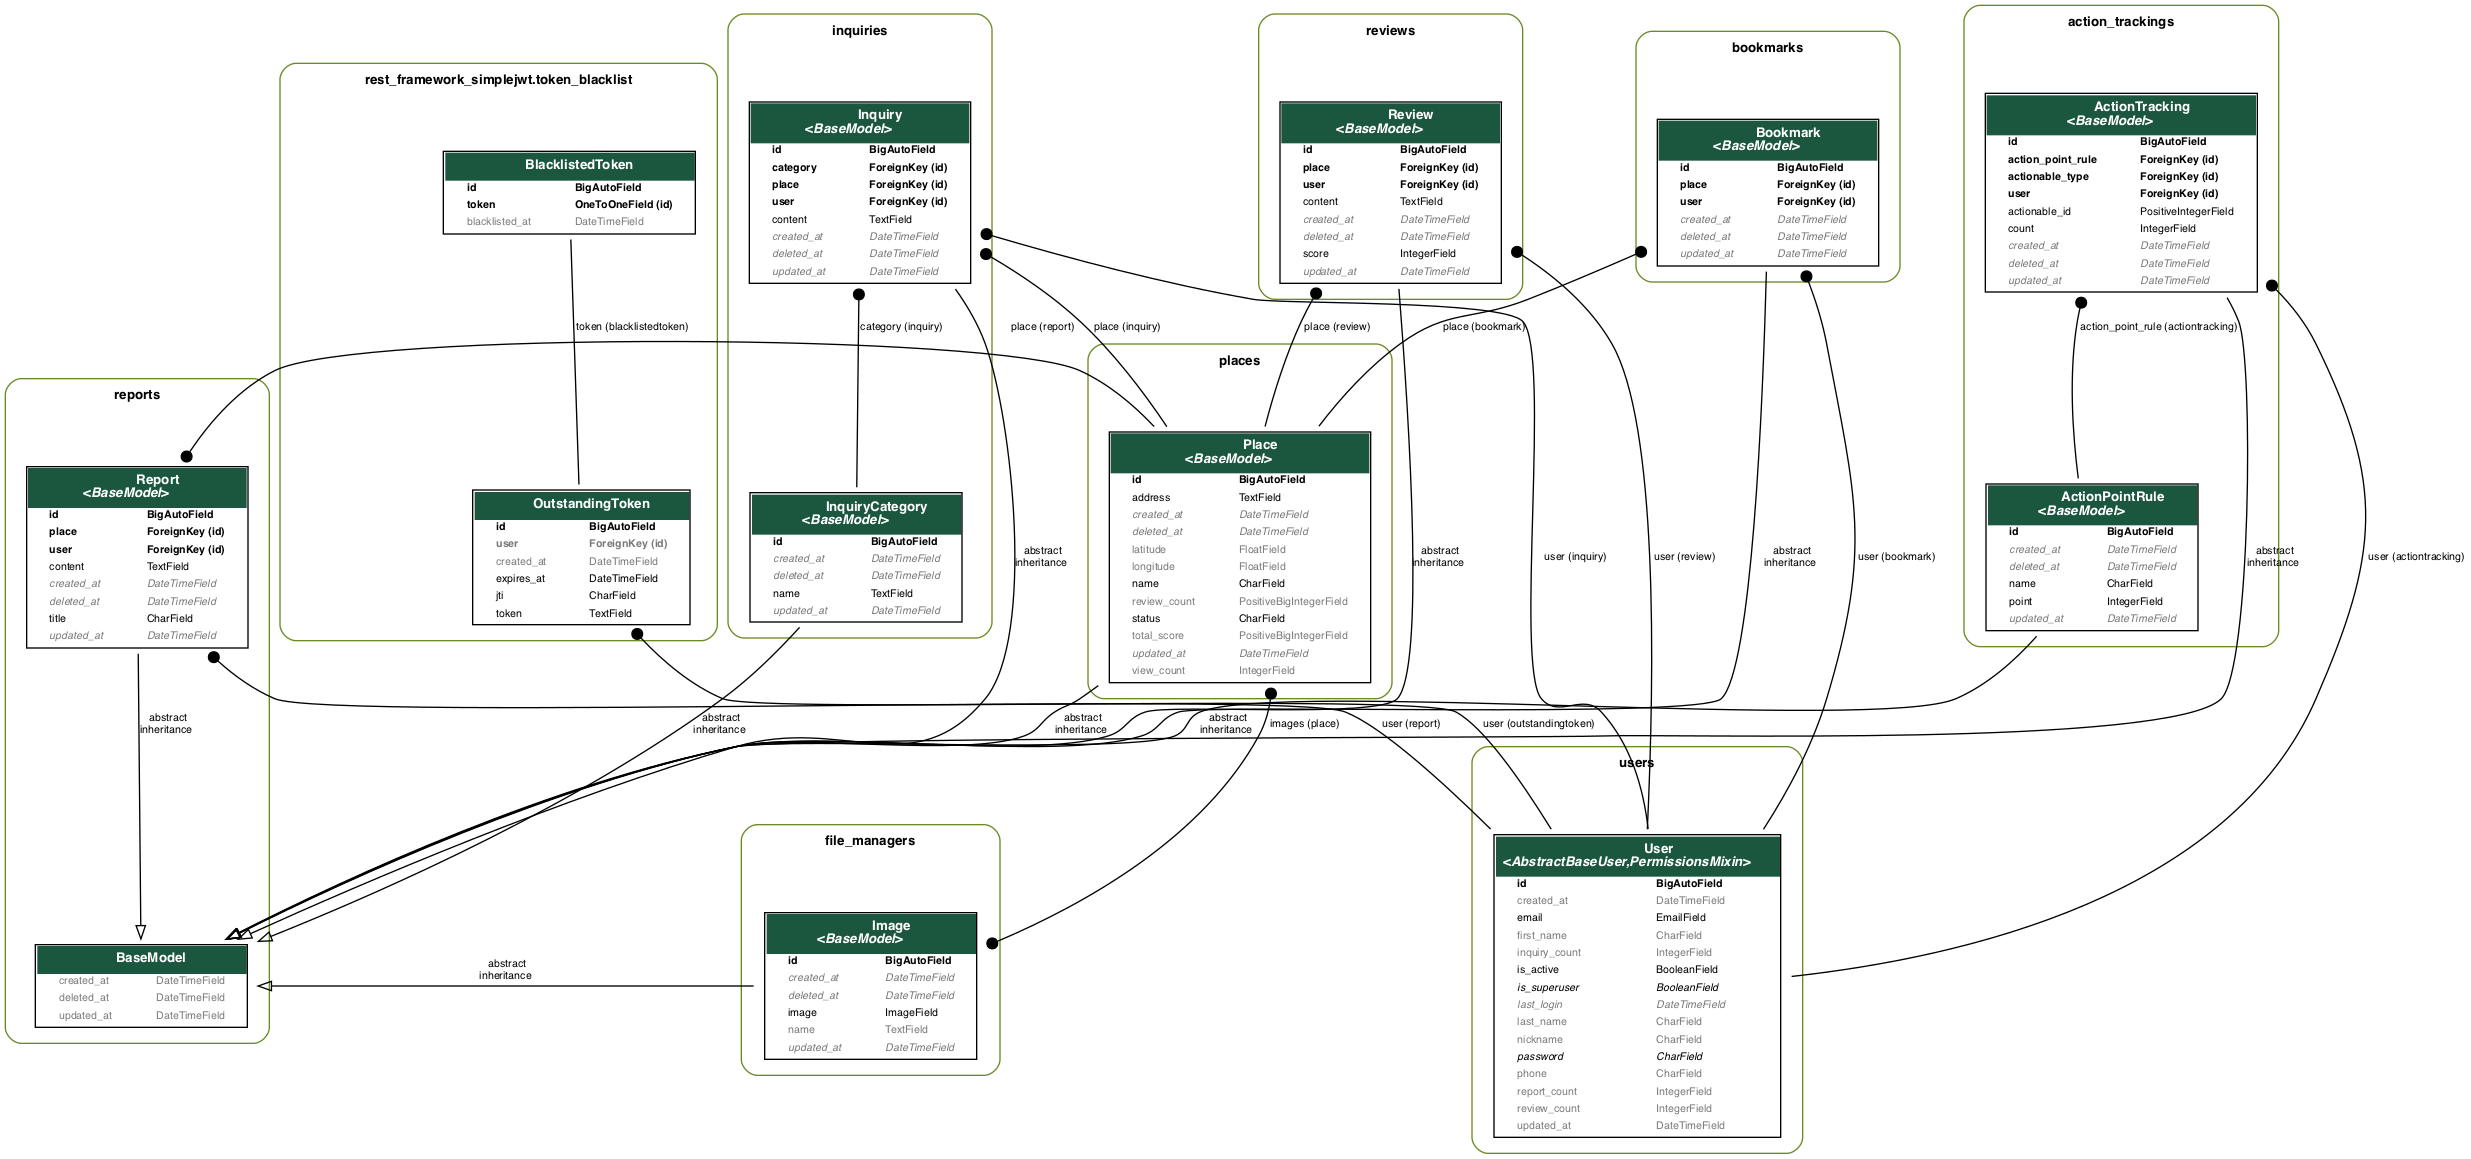 rest_framework_simplejwt.token_blacklist
BlacklistedToken
id BigAutoField
token OneToOneField (id)
blacklisted_at DateTimeField
token (blacklistedtoken)
OutstandingToken
id BigAutoField
user ForeignKey (id)
created_at DateTimeField
expires_at DateTimeField
jti CharField
token TextField
inquiries
Inquiry
<BaseModel>
id BigAutoField
category ForeignKey (id)
place ForeignKey (id)
user ForeignKey (id)
content TextField
created_at DateTimeField
deleted_at DateTimeField
updated_at DateTimeField
category (inquiry)
InquiryCategory
<BaseModel>
id BigAutoField
created_at DateTimeField
deleted_at DateTimeField
name TextField
updated_at DateTimeField
reviews
Review
<BaseModel>
id BigAutoField
place ForeignKey (id)
user ForeignKey (id)
content TextField
created_at DateTimeField
deleted_at DateTimeField
score IntegerField
updated_at DateTimeField
bookmarks
Bookmark
<BaseModel>
id BigAutoField
place ForeignKey (id)
user ForeignKey (id)
created_at DateTimeField
deleted_at DateTimeField
updated_at DateTimeField
action_trackings
ActionTracking
<BaseModel>
id BigAutoField
action_point_rule ForeignKey (id)
actionable_type ForeignKey (id)
user ForeignKey (id)
actionable_id PositiveIntegerField
count IntegerField
created_at DateTimeField
deleted_at DateTimeField
updated_at DateTimeField
action_point_rule (actiontracking)
ActionPointRule
<BaseModel>
id BigAutoField
created_at DateTimeField
deleted_at DateTimeField
name CharField
point IntegerField
updated_at DateTimeField
place (report)
place (inquiry)
place (review)
place (bookmark)
places
Place
<BaseModel>
id BigAutoField
address TextField
created_at DateTimeField
deleted_at DateTimeField
latitude FloatField
longitude FloatField
name CharField
review_count PositiveBigIntegerField
status CharField
total_score PositiveBigIntegerField
updated_at DateTimeField
view_count IntegerField
reports
Report
<BaseModel>
id BigAutoField
place ForeignKey (id)
user ForeignKey (id)
content TextField
created_at DateTimeField
deleted_at DateTimeField
title CharField
updated_at DateTimeField
abstract
inheritance
abstract
inheritance
user (inquiry)
user (review)
abstract
inheritance
user (bookmark)
abstract
inheritance
user (actiontracking)
abstract
inheritance
abstract
inheritance
abstract
inheritance
abstract
inheritance
images (place)
user (report)
user (outstandingtoken)
BaseModel
created_at DateTimeField
deleted_at DateTimeField
updated_at DateTimeField
abstract
inheritance
file_managers
Image
<BaseModel>
id BigAutoField
created_at DateTimeField
deleted_at DateTimeField
image ImageField
name TextField
updated_at DateTimeField
users
User
<AbstractBaseUser,PermissionsMixin>
id BigAutoField
created_at DateTimeField
email EmailField
first_name CharField
inquiry_count IntegerField
is_active BooleanField
is_superuser BooleanField
last_login DateTimeField
last_name CharField
nickname CharField
password CharField
phone CharField
report_count IntegerField
review_count IntegerField
updated_at DateTimeField